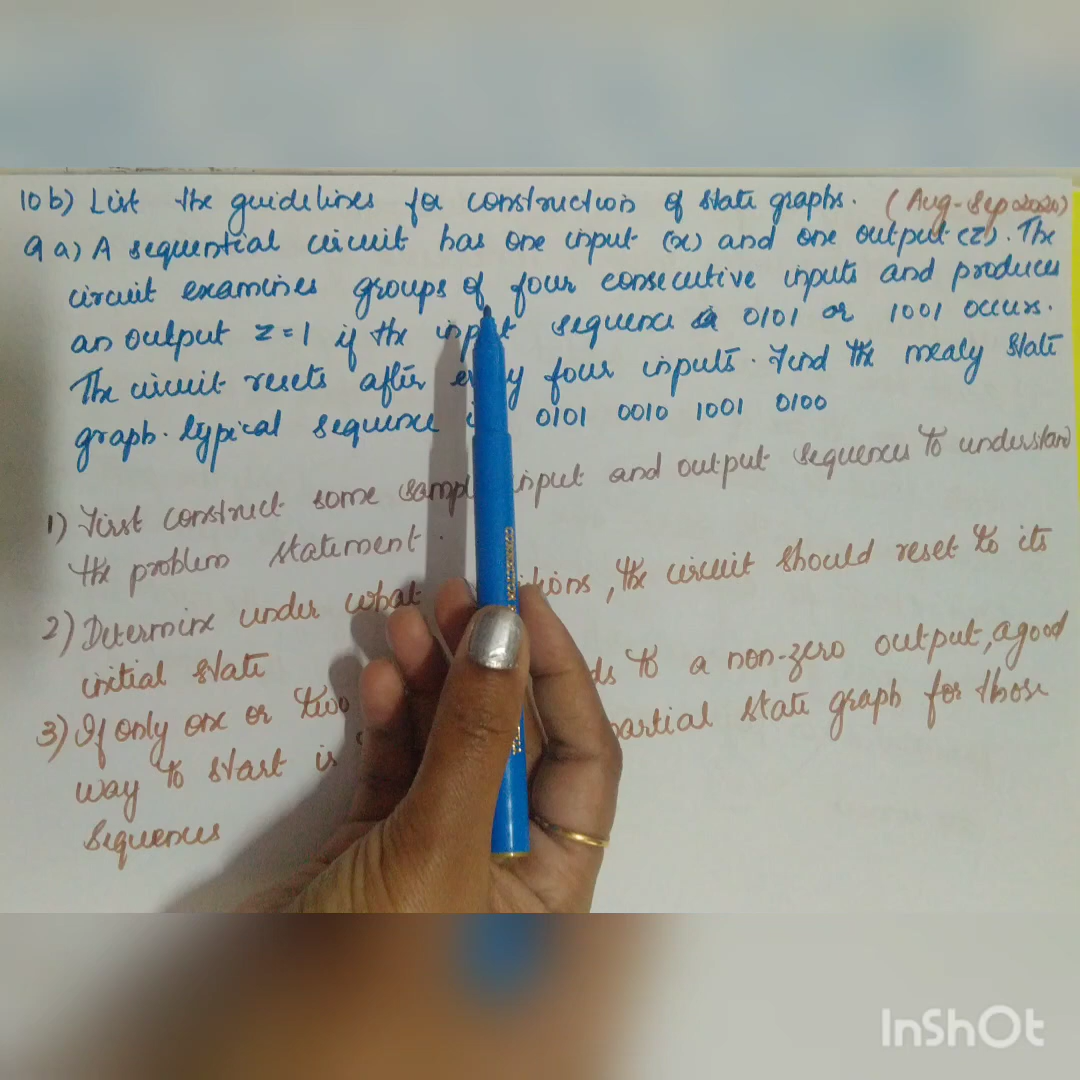 10 b) List the guidelines for construction of state graphs. (Aug-Sep 2020)
9 a) A sequential circuit has one input (x) and one output (z). The
circuit examines groups of four consecutive inputs and produces
an output z=1 if the input sequence 0101 or 1001 occurs.
The circuit resets after every four inputs. Find the mealy state
graph. typical sequence 0101 0010 1001 0100
1) First construct some sample input and output sequences to understand
the problem statement.
2) Determine under what , the circuit should reset to its
initial state
3) If only one or two to a non-zero output, a good
way to start is partial state graph for those
sequences
InShOt